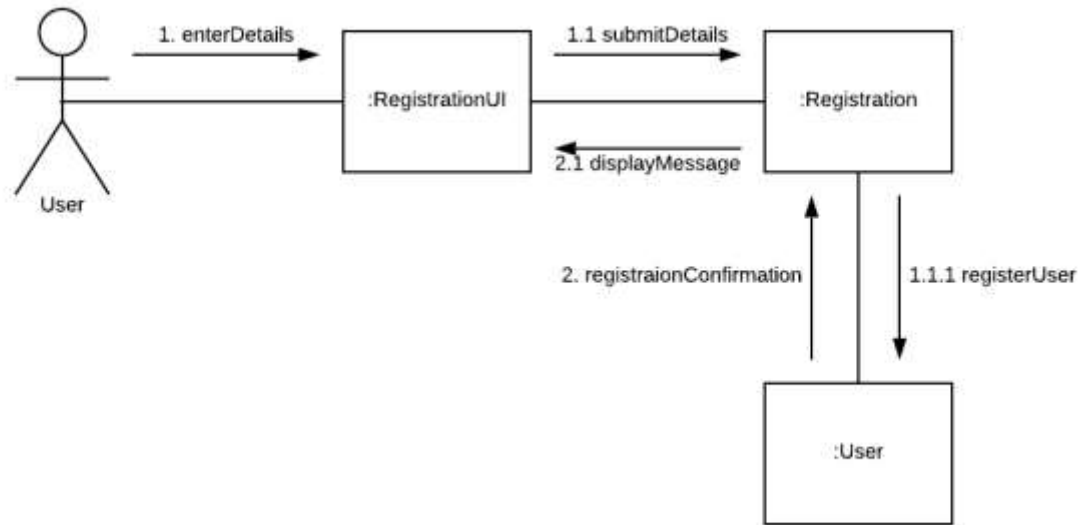 1. enterDetails
1.1 submitDetails
:RegistrationUI
:Registration
2.1 displayMessage
User
2. registraionConfirmation
1.1.1 registerUser
:User